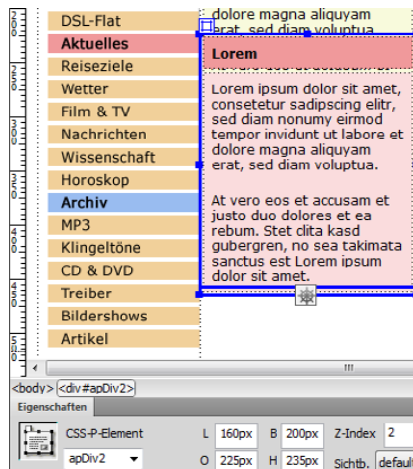 DSL-Flat
Aktuelles
Reiseziele
Wetter
Film & TV
Nachrichten
Wissenschaft
Horoskop
Archiv
MP3
Klingeltöne
CD & DVD
Treiber
Bildershows
Artikel
dolore magna aliquyam
erat, sed diam voluptua.
Lorem
Lorem ipsum dolor sit amet,
consetetur sadipscing elitr,
sed diam nonumy eirmod
tempor invidunt ut labore et
dolore magna aliquyam
erat, sed diam voluptua.
At vero eos et accusam et
justo duo dolores et ea
rebum. Stet clita kasd
gubergren, no sea takimata
sanctus est Lorem ipsum
dolor sit amet.
<body> <div#apDiv2>
Eigenschaften
CSS-P-Element L 160px B 200px Z-Index 2
apDiv2 O 225px H 235px Sichtb. default